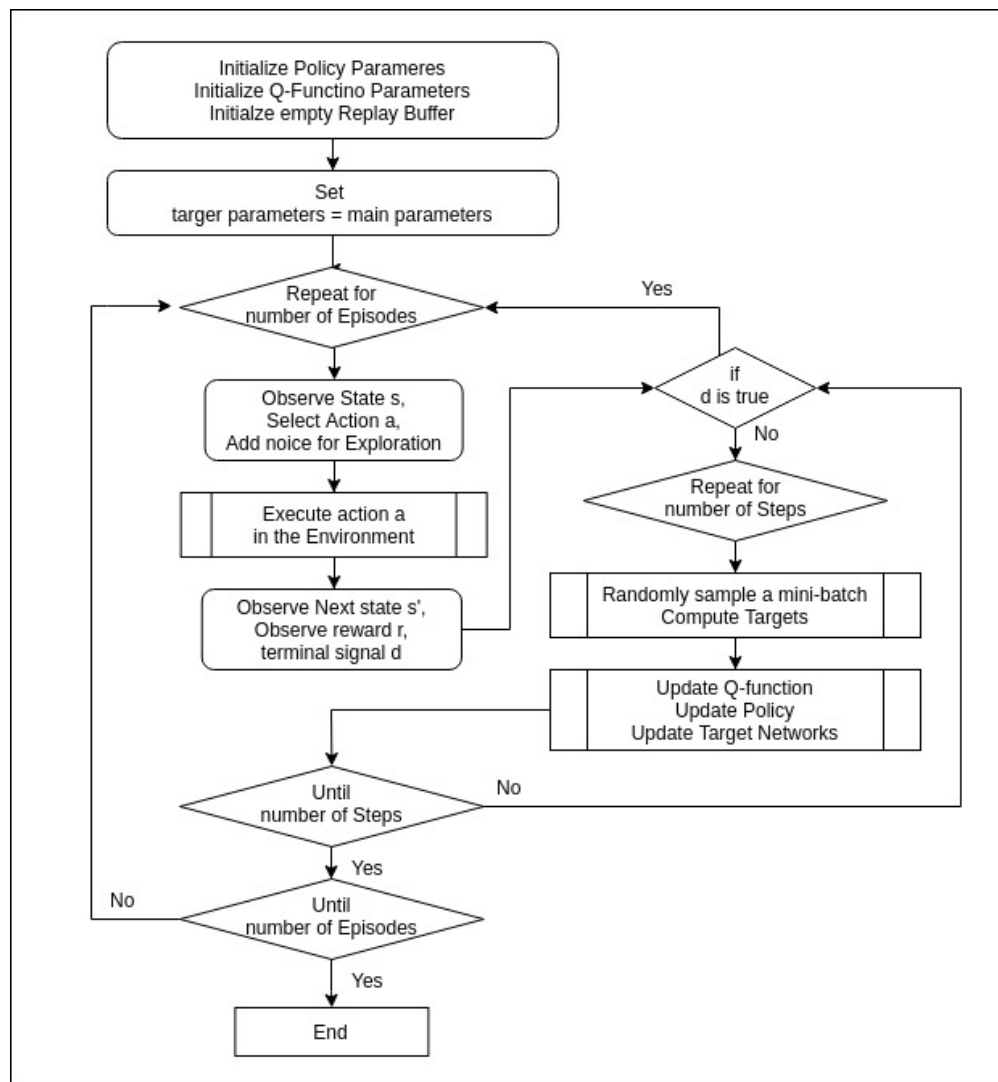 Initialize Policy Parameres
Initialize Q-Functino Parameters
Initialze empty Replay Buffer
Set
targer parameters = main parameters
Repeat for
number of Episodes
Observe State s,
Select Action a,
Add noice for Exploration
Execute action a
in the Environment
Observe Next state s',
Observe reward r,
terminal signal d
Yes
if
d is true
No
Repeat for
number of Steps
Randomly sample a mini-batch
Compute Targets
Update Q-function
Update Policy
Update Target Networks
Until
number of Steps
No
Yes
Until
number of Episodes
No
Yes
End